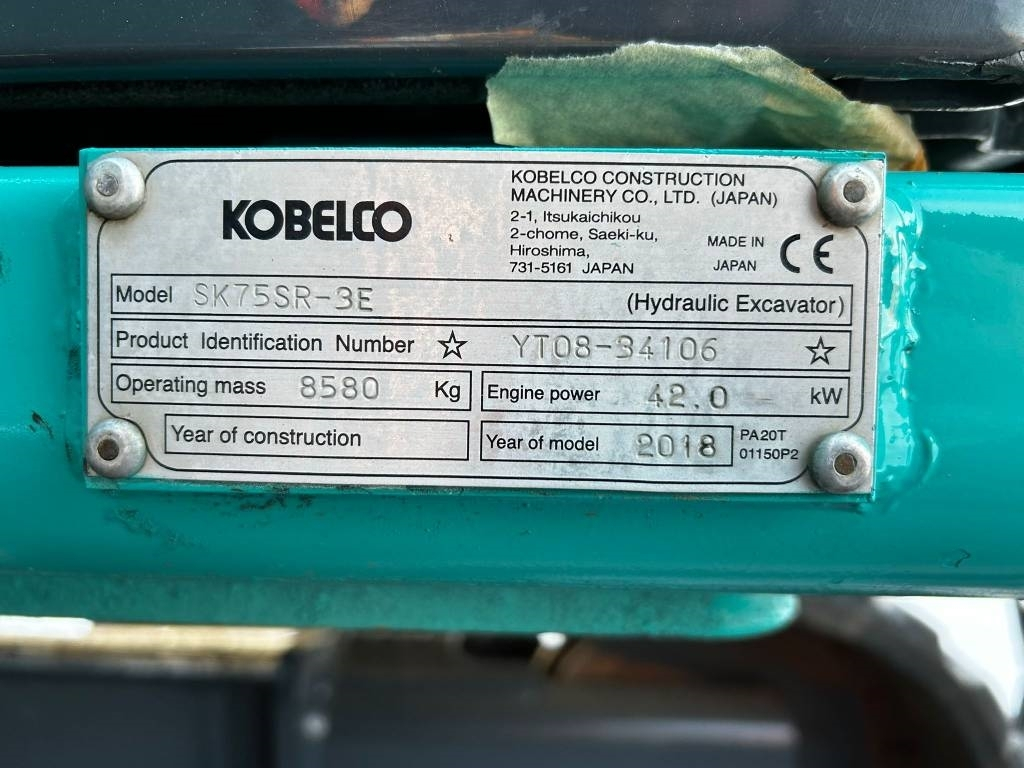 KOBELCO
KOBELCO CONSTRUCTION
MACHINERY CO., LTD. (JAPAN)
2-1, Itsukaichikou
2-chome, Saeki-ku,
Hiroshima,
731-5161 JAPAN
MADE IN
JAPAN
CE
Model SK75SR-3E (Hydraulic Excavator)
Product Identification Number ☆ YT08-34106 ☆
Operating mass 8580 Kg
Engine power 42.0 kW
Year of construction
Year of model 2018
PA20T
01150P2